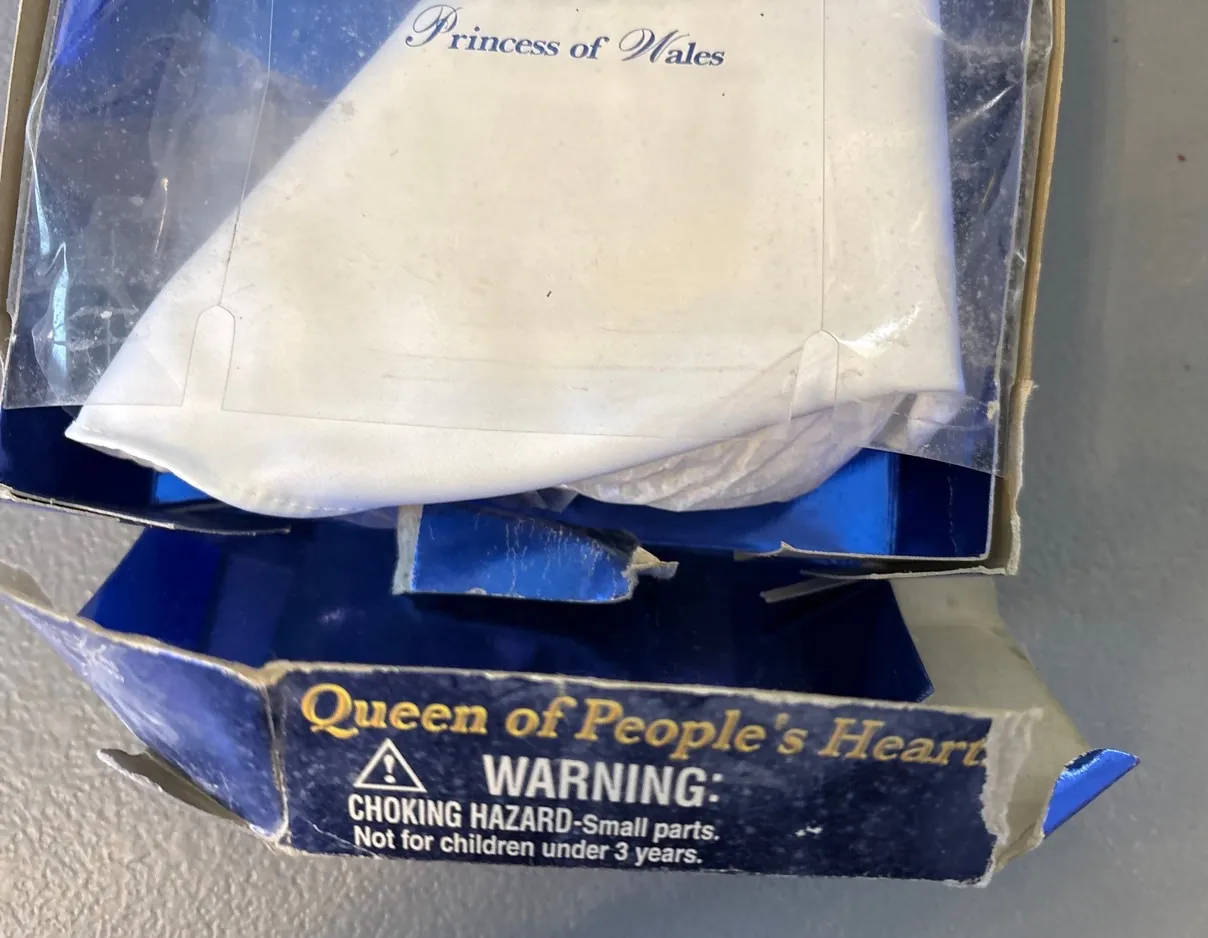 Princess of Wales
Queen of People's Heart
WARNING:
CHOKING HAZARD-Small parts.
Not for children under 3 years.